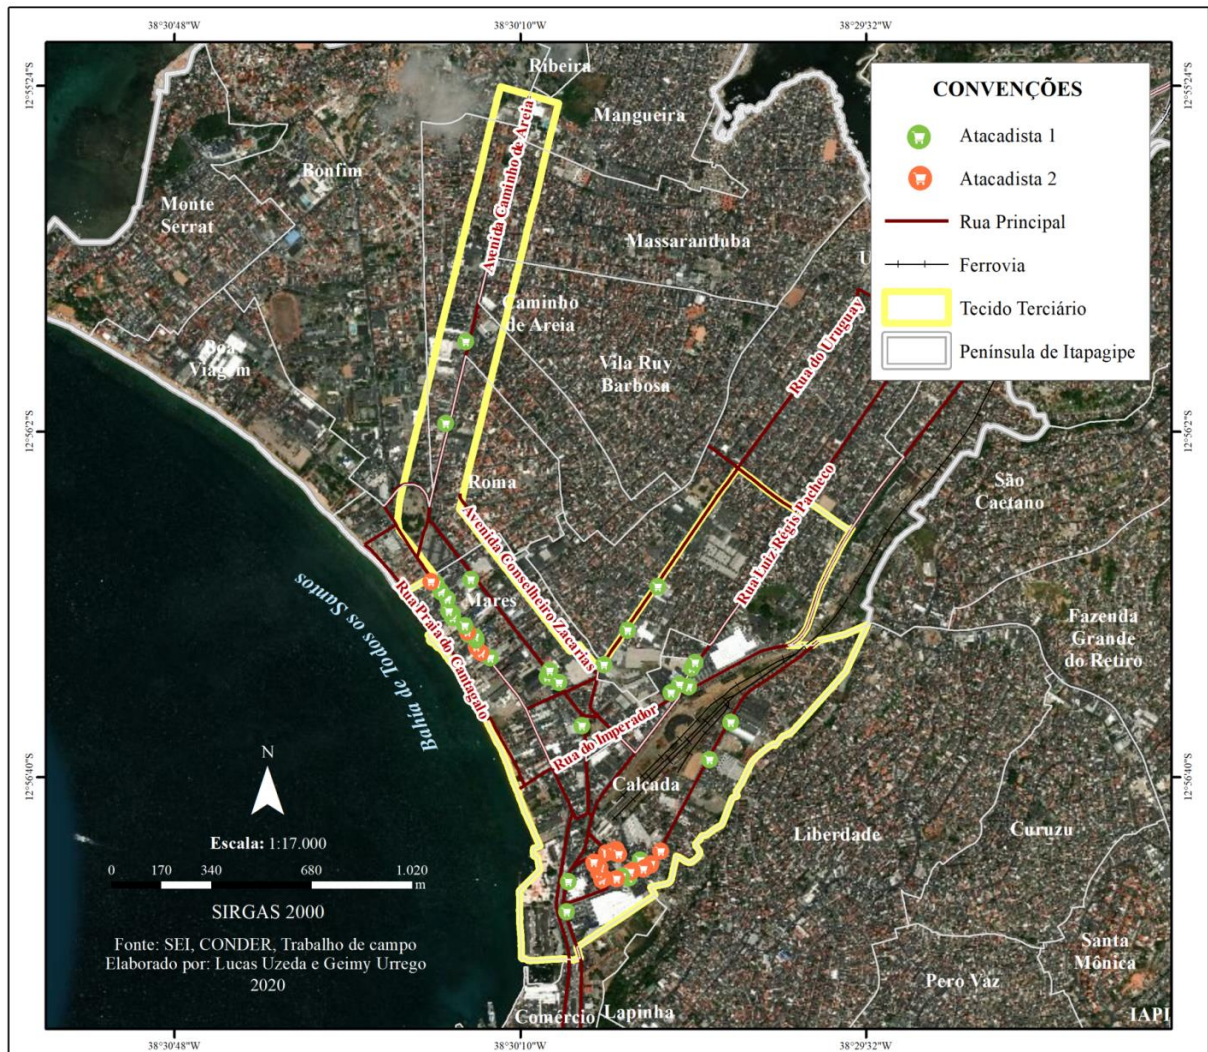 38°30'48"W
38°30'10"W
38°29'32"W
12°55'24"S
12°55'24"S
Ribeira
Mangueira
Bonfim
Monte
Serrat
Avenida Caminho de Areia
Massaranduba
Caminho
de Areia
Boa
Viagem
Vila Ruy
Barbosa
U
Rua do Uruguay
CONVENÇÕES
Atacadista 1
Atacadista 2
Rua Principal
Ferrovia
Tecido Terciário
Península de Itapagipe
12°56'2"S
12°56'2"S
Roma
São
Caetano
Avenida Conselheiro Zacarias
Rua Luiz Régis Pacheco
Mares
Rua Praia do Cantagalo
Bahia de Todos os Santos
Fazenda
Grande
do Retiro
Rua do Imperador
Calçada
12°56'40"S
12°56'40"S
Liberdade
Curuzu
Santa
Mônica
Pero Vaz
IAPI
Lapinha
Comércio
N
Escala: 1:17.000
0 170 340 680 1.020
m
SIRGAS 2000
Fonte: SEI, CONDER, Trabalho de campo
Elaborado por: Lucas Uzeda e Geimy Urrego
2020
38°30'48"W
38°30'10"W
38°29'32"W